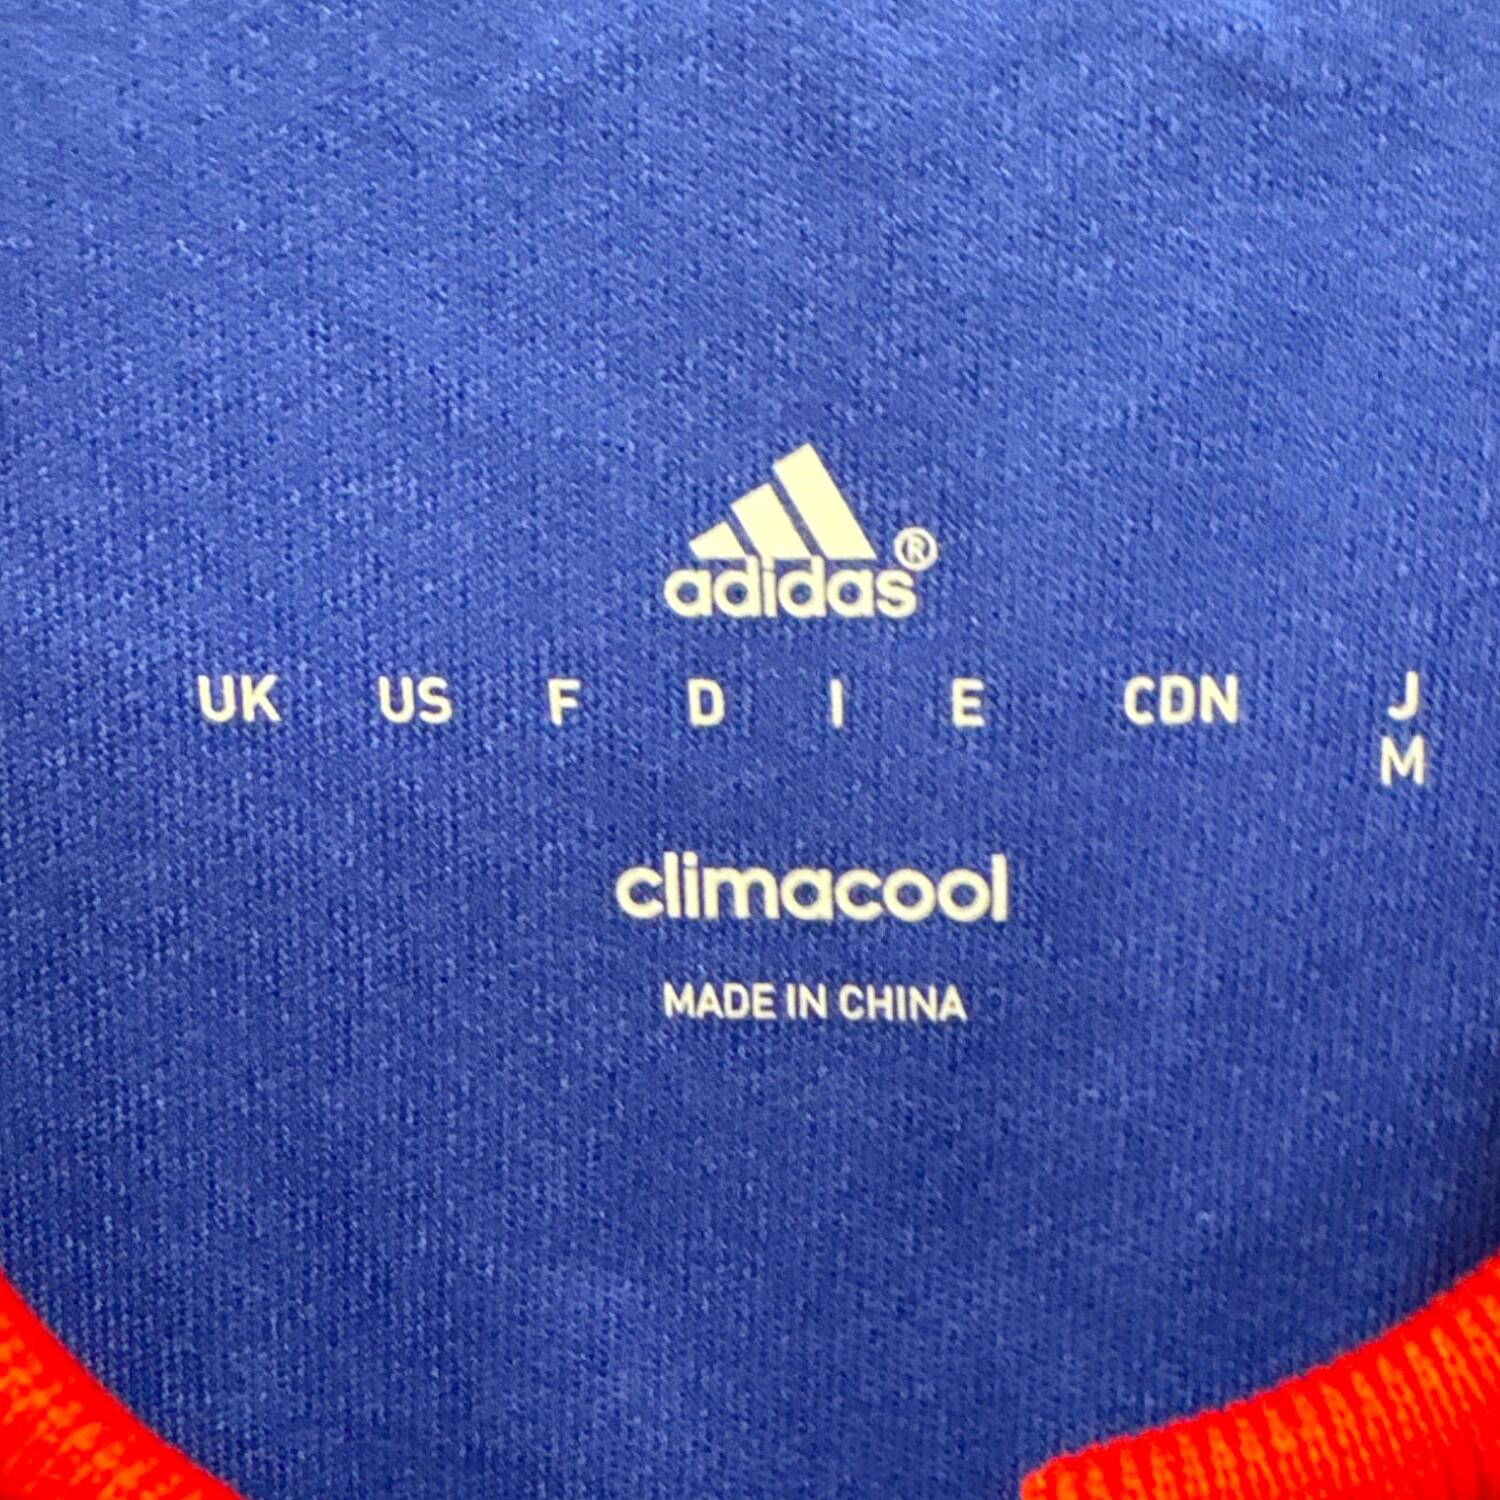 adidas®
UK US F D I E CDN J
M
climacool
MADE IN CHINA